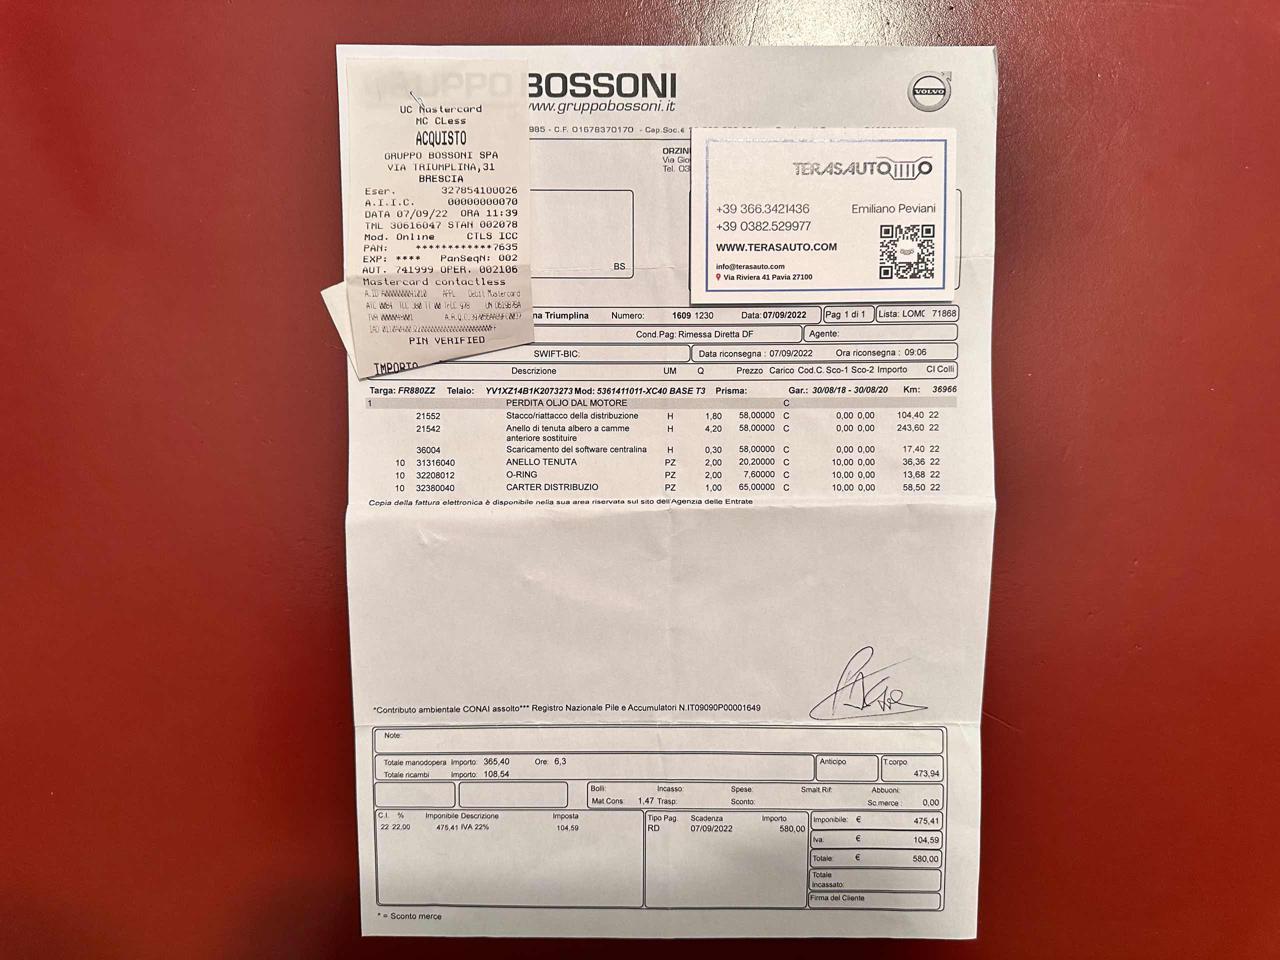 BOSSONI
www.gruppobossoni.it
VOLVO
985 - C.F. 01678370170 - Cap.Soc.€
UC Mastercard
MC CLess
ACQUISTO
GRUPPO BOSSONI SPA
VIA TRIUMPLINA,31
BRESCIA
Eser. 327854100026
A.I.I.C. 00000000070
DATA 07/09/22 ORA 11:39
TML 30616047 STAN 002078
Mod. Online CTLS ICC
PAN: ************7635
EXP: **** PanSeqN: 002
AUT. 741999 OPER. 002106
Mastercard contactless
PIN VERIFIED
IMPORTO
ORZIN
Via Gio
Tel. 03
BS
TERASAUTO
+39 366.3421436 Emiliano Peviani
+39 0382.529977
WWW.TERASAUTO.COM
info@terasauto.com
Via Riviera 41 Pavia 27100
na Triumplina Numero: 1609 1230 Data: 07/09/2022 Pag 1 di 1 Lista: LOMC 71868
Cond.Pag: Rimessa Diretta DF Agente:
SWIFT-BIC: Data riconsegna : 07/09/2022 Ora riconsegna : 09:06
Descrizione UM Q Prezzo Carico Cod.C. Sco-1 Sco-2 Importo CI Colli
Targa: FR880ZZ Telaio: YV1XZ14B1K2073273 Mod: 5361411011-XC40 BASE T3 Prisma: Gar.: 30/08/18 - 30/08/20 Km: 36966
1 PERDITA OLJO DAL MOTORE C
21552 Stacco/riattacco della distribuzione H 1,80 58,00000 C 0,00 0,00 104,40 22
21542 Anello di tenuta albero a camme H 4,20 58,00000 C 0,00 0,00 243,60 22
anteriore sostituire
36004 Scaricamento del software centralina H 0,30 58,00000 C 0,00 0,00 17,40 22
10 31316040 ANELLO TENUTA PZ 2,00 20,20000 C 10,00 0,00 36,36 22
10 32208012 O-RING PZ 2,00 7,60000 C 10,00 0,00 13,68 22
10 32380040 CARTER DISTRIBUZIO PZ 1,00 65,00000 C 10,00 0,00 58,50 22
Copia della fattura elettronica è disponibile nella sua area riservata sul sito dell'Agenzia delle Entrate
*Contributo ambientale CONAI assolto*** Registro Nazionale Pile e Accumulatori N.IT09090P00001649
Note:
Totale manodopera Importo: 365,40 Ore: 6,3 Anticipo T.corpo
Totale ricambi Importo: 108,54 473,94
Bolli: Incasso: Spese: Smalt.Rif: Abbuoni:
Mat Cons: 1,47 Trasp: Sconto: Sc.merce : 0,00
C.I. % Imponibile Descrizione Imposta Tipo Pag. Scadenza Importo Imponibile: € 475,41
22 22,00 475,41 IVA 22% 104,59 RD 07/09/2022 580,00
Iva: € 104,59
Totale: € 580,00
Totale
Incassato:
Firma del Cliente
* = Sconto merce